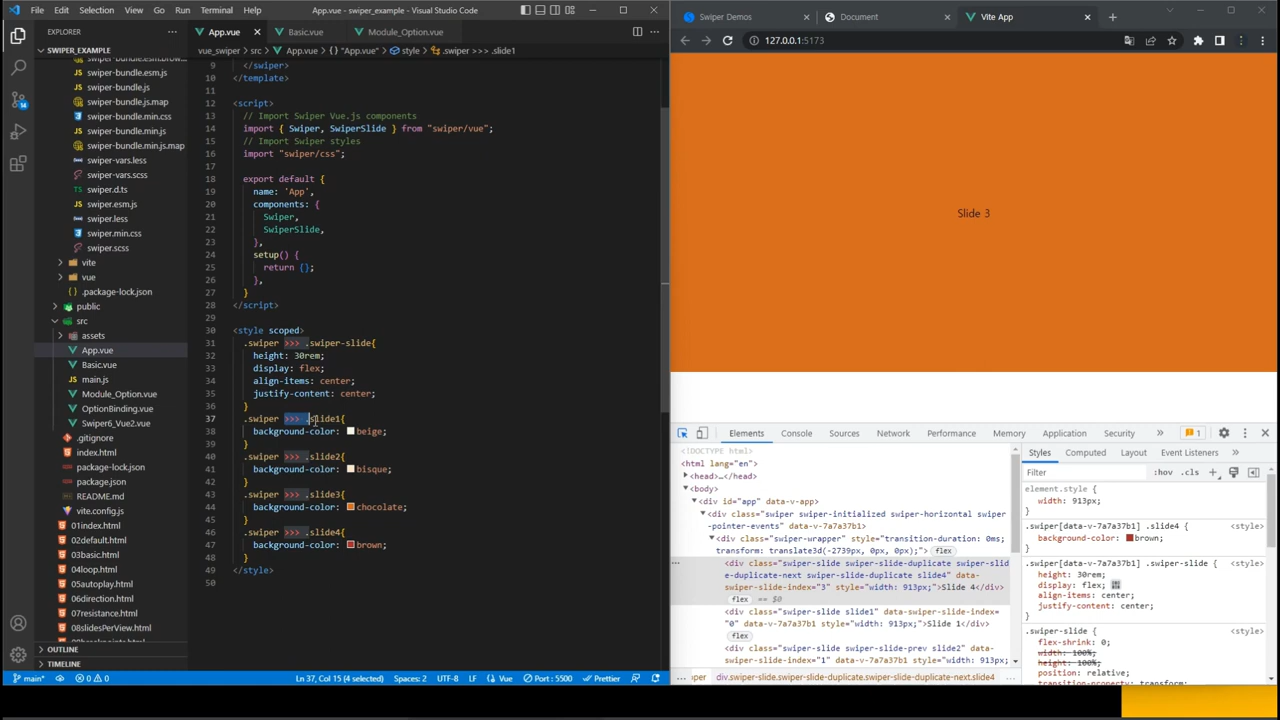 File Edit Selection View Go Run Terminal Help App.vue - swiper_example - Visual Studio Code
EXPLORER
SWIPER_EXAMPLE
swiper-bundle.esm.brow...
swiper-bundle.esm.js
swiper-bundle.js
swiper-bundle.js.map
swiper-bundle.min.css
swiper-bundle.min.js
swiper-bundle.min.js.map
swiper-vars.less
swiper-vars.scss
swiper.d.ts
swiper.esm.js
swiper.less
swiper.min.css
swiper.scss
vite
vue
.package-lock.json
public
src
assets
App.vue
Basic.vue
main.js
Module_Option.vue
OptionBinding.vue
Swiper6_Vue2.vue
.gitignore
index.html
package-lock.json
package.json
README.md
vite.config.js
01index.html
02default.html
03basic.html
04loop.html
05autoplay.html
06direction.html
07resistance.html
08slidesPerView.html
OUTLINE
TIMELINE
14
App.vue Basic.vue Module_Option.vue
vue_swiper > src > App.vue > {} "App.vue" > style > .swiper >>> .slide1
9 </swiper>
10 </template>
11
12 <script>
13 // Import Swiper Vue.js components
14 import { Swiper, SwiperSlide } from "swiper/vue";
15 // Import Swiper styles
16 import "swiper/css";
17
18 export default {
19 name: 'App',
20 components: {
21 Swiper,
22 SwiperSlide,
23 },
24 setup() {
25 return {};
26 },
27 }
28 </script>
29
30 <style scoped>
31 .swiper >>> .swiper-slide{
32 height: 30rem;
33 display: flex;
34 align-items: center;
35 justify-content: center;
36 }
37 .swiper >>> .slide1{
38 background-color: beige;
39 }
40 .swiper >>> .slide2{
41 background-color: bisque;
42 }
43 .swiper >>> .slide3{
44 background-color: chocolate;
45 }
46 .swiper >>> .slide4{
47 background-color: brown;
48 }
49 </style>
50
main* 0 0 Ln 37, Col 15 (4 selected) Spaces: 2 UTF-8 LF Vue Port : 5500 Prettier
Swiper Demos Document Vite App
127.0.0.1:5173
Slide 3
Elements Console Sources Network Performance Memory Application Security 1
<!DOCTYPE html>
<html lang="en">
<head>…</head>
<body>
<div id="app" data-v-app>
<div class="swiper swiper-initialized swiper-horizontal swiper
-pointer-events" data-v-7a7a37b1>
<div class="swiper-wrapper" style="transition-duration: 0ms;
transform: translate3d(-2739px, 0px, 0px);"> flex
<div class="swiper-slide swiper-slide-duplicate swiper-slid
e-duplicate-next swiper-slide-duplicate slide4" data-
swiper-slide-index="3" style="width: 913px;">Slide 4</div>
flex == $0
<div class="swiper-slide slide1" data-swiper-slide-index=
"0" style="width: 913px;">Slide 1</div>
flex
<div class="swiper-slide swiper-slide-prev slide2" data-
swiper-slide-index="1" style="width: 913px;">Slide
div.swiper-slide.swiper-slide-duplicate.swiper-slide-duplicate-next.slide4
Styles Computed Layout Event Listeners
Filter :hov .cls
element.style {
width: 913px;
}
.swiper[data-v-7a7a37b1] .slide4 { <style>
background-color: brown;
}
.swiper[data-v-7a7a37b1] .swiper-slide { <style>
height: 30rem;
display: flex;
align-items: center;
justify-content: center;
}
.swiper-slide { <style>
flex-shrink: 0;
width: 100%;
height: 100%;
position: relative;
transition-property: transform;